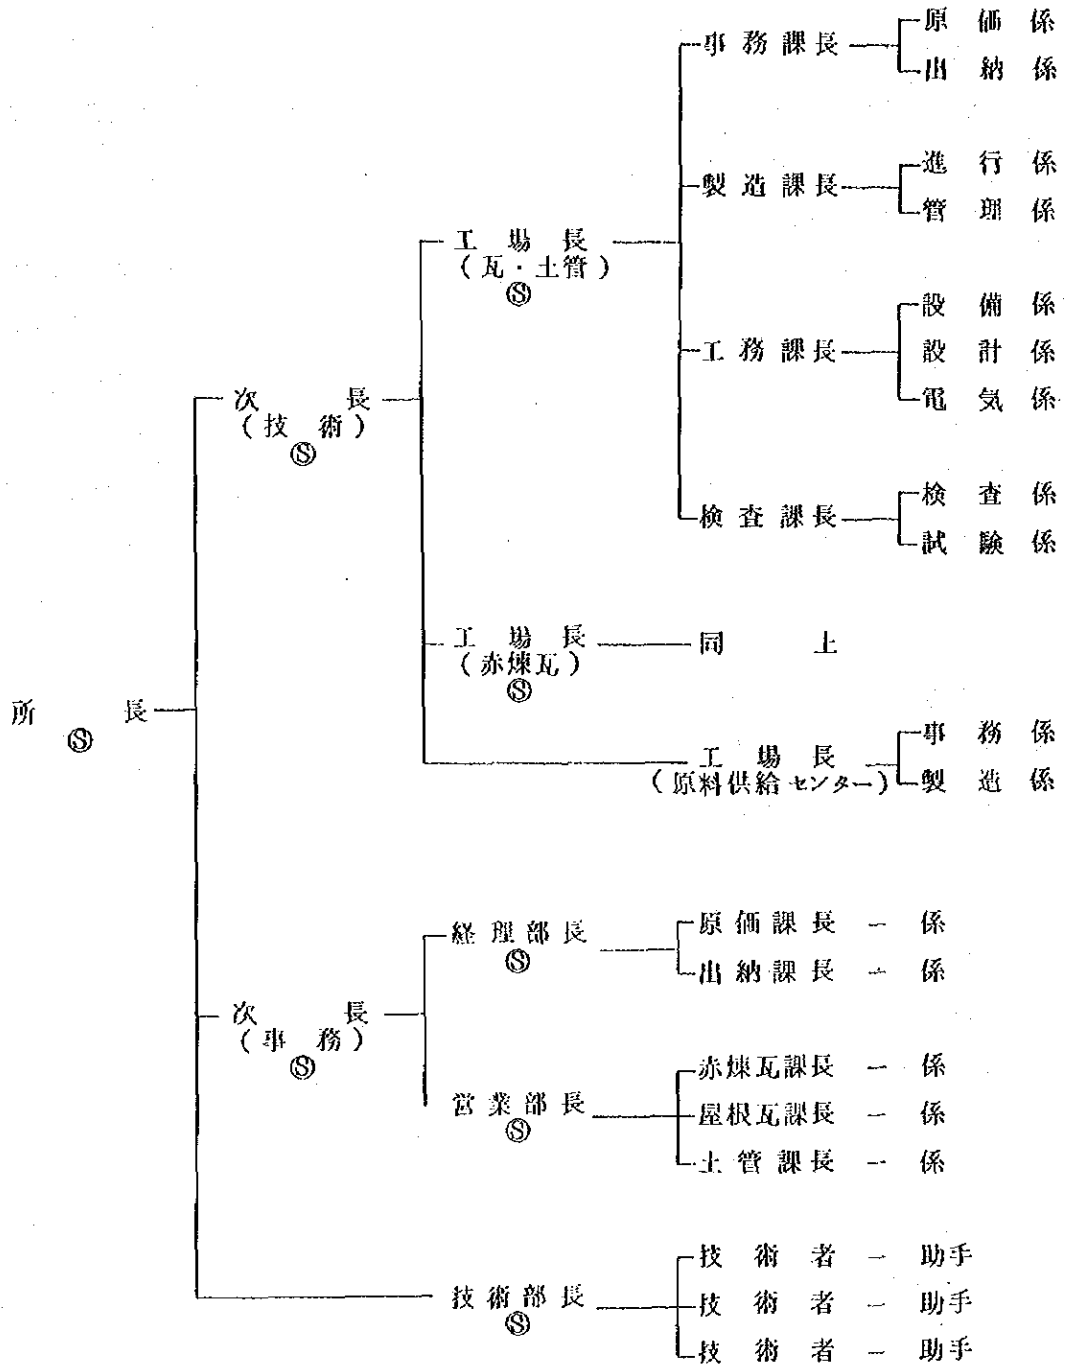 事務課長
原価係
出納係
製造課長
進行係
管理係
工場長
(瓦・土管)
Ⓢ
工務課長
設備係
設計係
電気係
次長
(技術)
Ⓢ
検査課長
検査係
試験係
工場長
(赤煉瓦)
Ⓢ
同上
所長
Ⓢ
工場長
(原料供給センター)
事務係
製造係
経理部長
Ⓢ
原価課長 - 係
出納課長 - 係
次長
(事務)
Ⓢ
営業部長
Ⓢ
赤煉瓦課長 - 係
屋根瓦課長 - 係
土管課長 - 係
技術部長
Ⓢ
技術者 - 助手
技術者 - 助手
技術者 - 助手